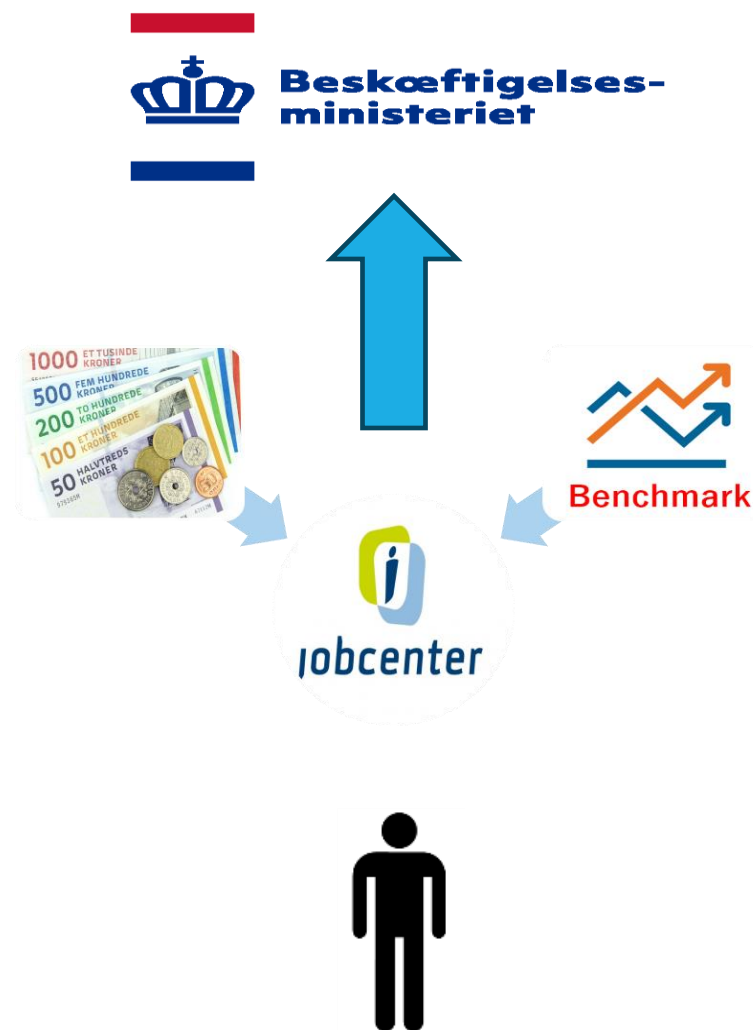 Beskæftigelses-
ministeriet
1000 ET TUSINDE
KRONER
500 FEM HUNDREDE
KRONER
200 TO HUNDREDE
KRONER
100 ET HUNDREDE
KRONER
50 HALVTREDS
KRONER
Benchmark
jobcenter